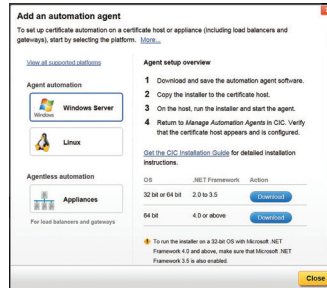 Add an automation agent
To set up certificate automation on a certificate host or appliance (including load balancers and
gateways), start by selecting the platform. More...
View all supported platforms
Agent automation
Windows
Windows Server
Linux
Agentless automation
Appliances
For load balancers and gateways
Agent setup overview
1 Download and save the automation agent software.
2 Copy the installer to the certificate host.
3 On the host, run the installer and start the agent.
4 Return to Manage Automation Agents in CIC. Verify
that the certificate host appears and is configured.
Get the CIC Installation Guide for detailed installation
instructions.
OS .NET Framework Action
32 bit or 64 bit 2.0 to 3.5 Download
64 bit 4.0 or above Download
To run the installer on a 32-bit OS with Microsoft .NET
Framework 4.0 and above, make sure that Microsoft .NET
Framework 3.5 is also enabled.
Close